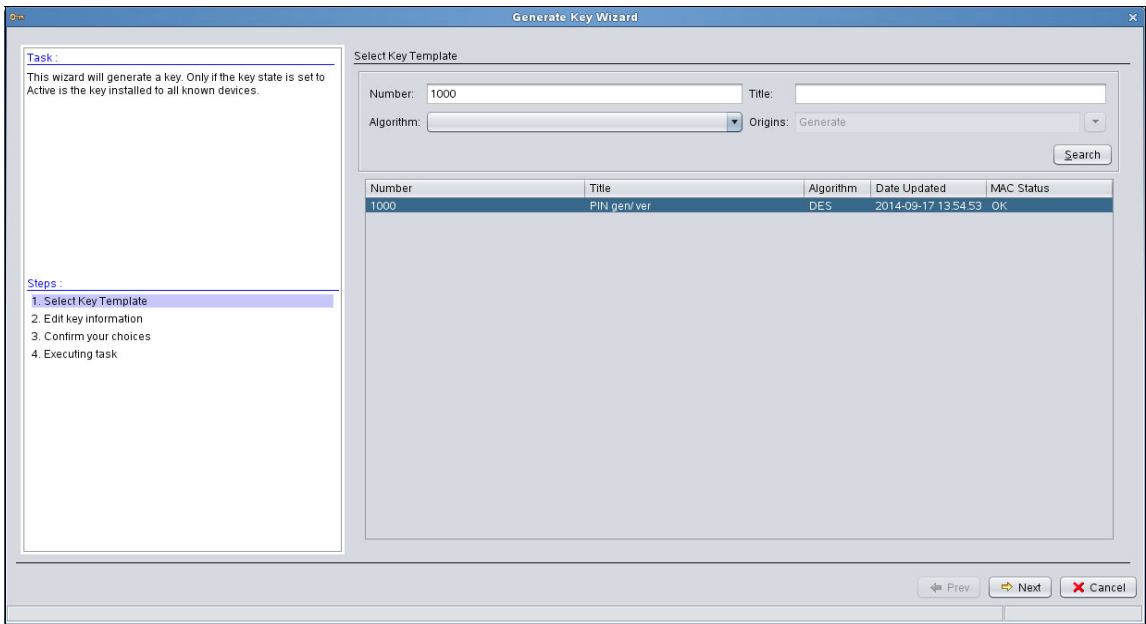 Generate Key Wizard
Task :
This wizard will generate a key. Only if the key state is set to
Active is the key installed to all known devices.
Steps :
1. Select Key Template
2. Edit key information
3. Confirm your choices
4. Executing task
Select Key Template
Number: 1000 Title:
Algorithm: Origins: Generate
Search
Number Title Algorithm Date Updated MAC Status
1000 PIN gen/ver DES 2014-09-17 13.54.53 OK
Prev Next Cancel